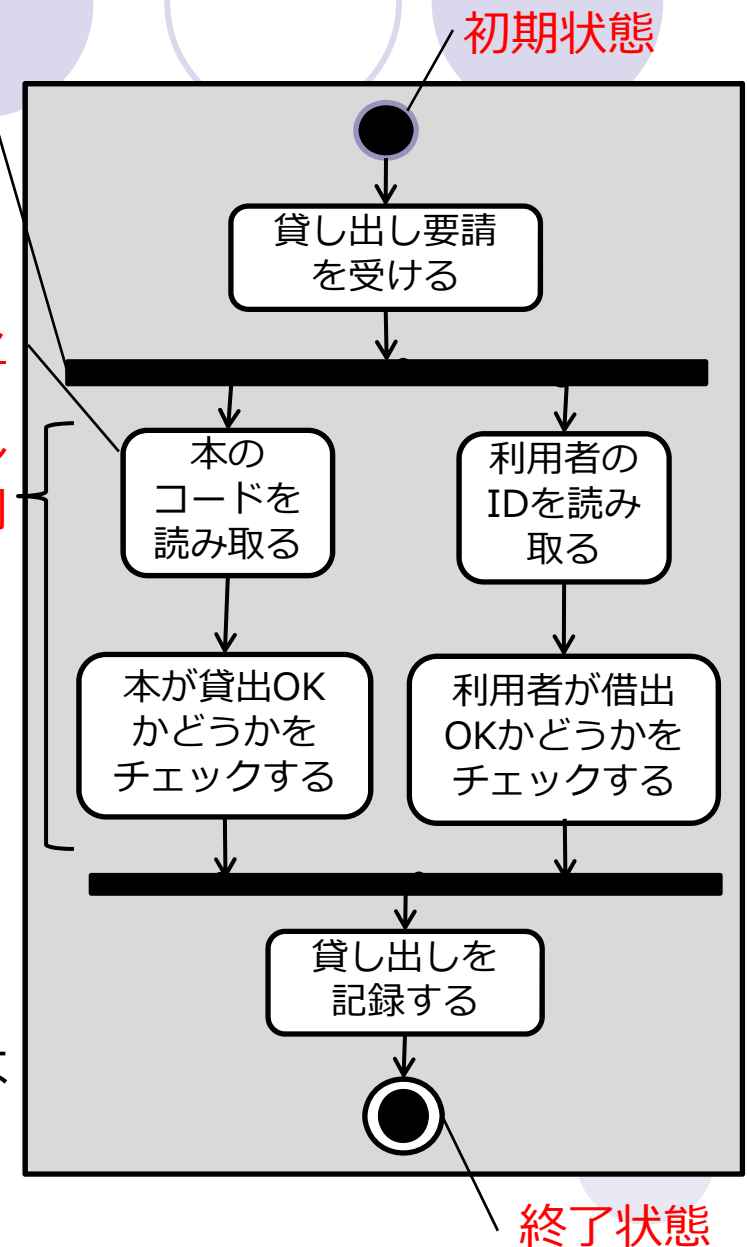 初期状態
貸し出し要請
を受ける
本の
コードを
読み取る
利用者の
IDを読み
取る
本が貸出OK
かどうかを
チェックする
利用者が借出
OKかどうかを
チェックする
貸し出しを
記録する
終了状態